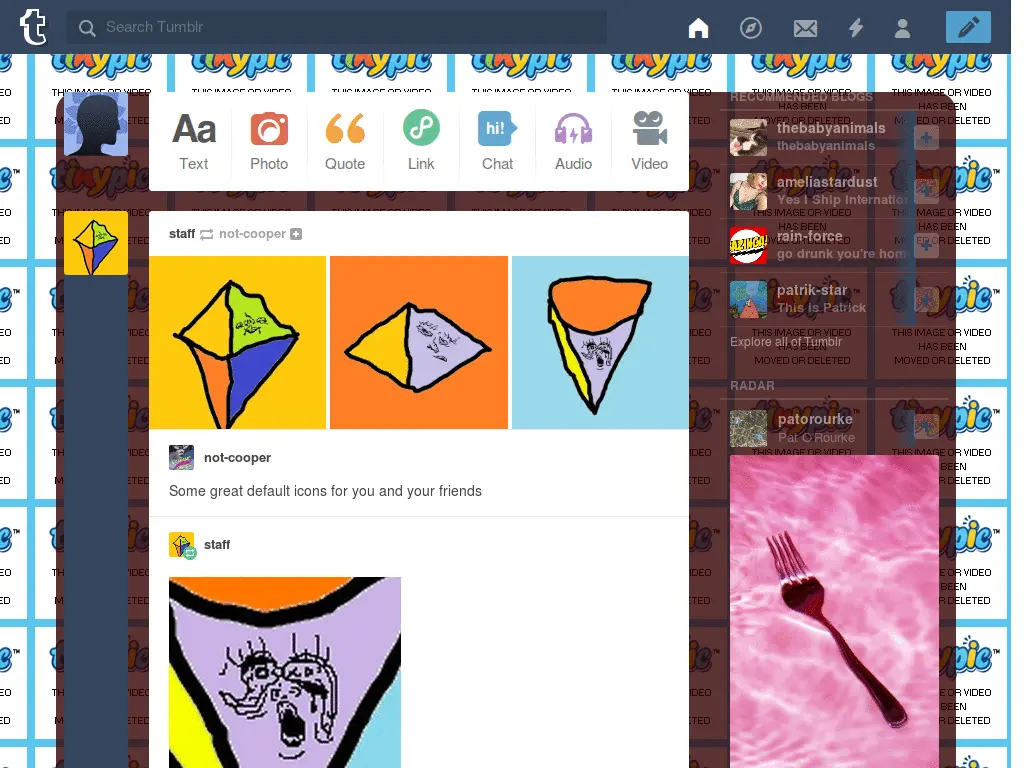 Search Tumblr
Text
Photo
Quote
Link
Chat
Audio
Video
Aa
hi!
staff not-cooper
not-cooper
Some great default icons for you and your friends
staff
RECOMMENDED BLOGS
thebabyanimals
thebabyanimals
ameliastardust
Yes I Ship Internatio
rain-force
go drunk you're hom
patrik-star
This is Patrick
Explore all of Tumblr
RADAR
patorourke
Pat O'Rourke
tinypic™
THIS IMAGE OR VIDEO
HAS BEEN
MOVED OR DELETED